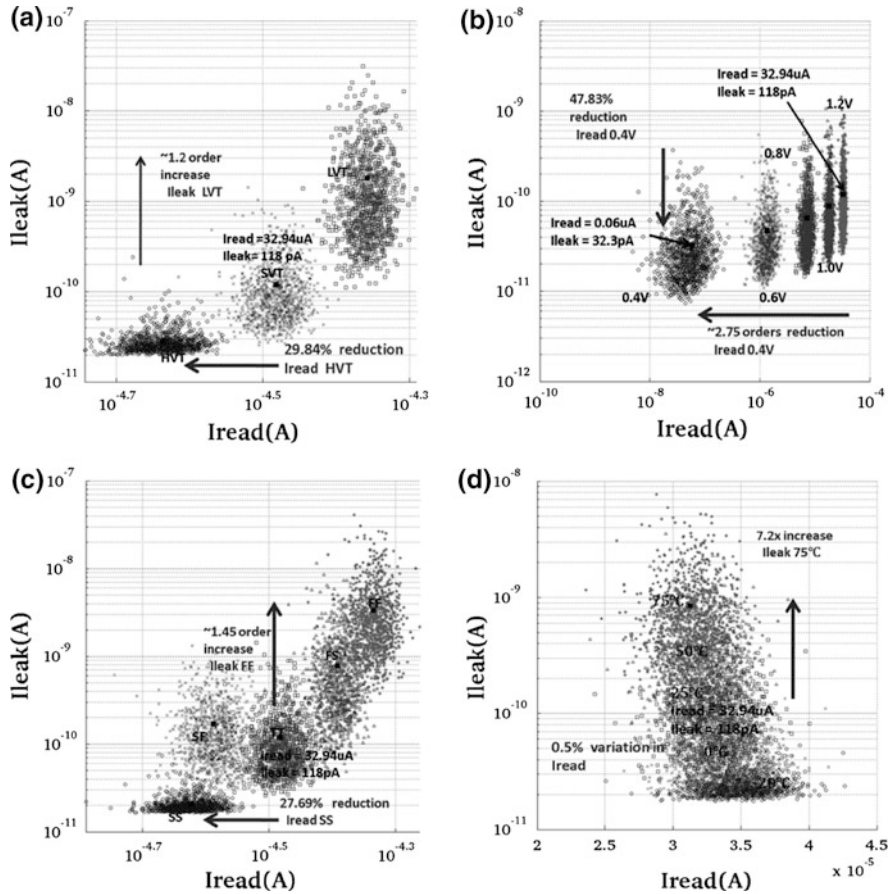 (a)
10^-7
10^-8
10^-9
10^-10
10^-11
Ileak(A)
~1.2 order
increase
Ileak LVT
LVT
Iread =32.94uA
Ileak= 118 pA
SVT
HVT
29.84% reduction
Iread HVT
10^-4.7
10^-4.5
10^-4.3
Iread(A)
(b)
10^-8
10^-9
10^-10
10^-11
10^-12
Ileak(A)
47.83%
reduction
Iread 0.4V
Iread = 32.94uA
Ileak = 118pA
1.2V
0.8V
Iread = 0.06uA
Ileak = 32.3pA
0.4V
0.6V
1.0V
~2.75 orders reduction
Iread 0.4V
10^-10
10^-8
10^-6
10^-4
Iread(A)
(c)
10^-7
10^-8
10^-9
10^-10
10^-11
Ileak(A)
~1.45 order
increase
Ileak FF
FF
FS
SF
TT
Iread = 32.94uA
Ileak = 118pA
SS
27.69% reduction
Iread SS
10^-4.7
10^-4.5
10^-4.3
Iread(A)
(d)
10^-8
10^-9
10^-10
10^-11
Ileak(A)
7.2x increase
Ileak 75°C
75°C
50°C
25°C
Iread = 32.94uA
Ileak = 118pA
0°C
0.5% variation in
Iread
2
2.5
3
3.5
4
4.5
x 10^-5
Iread(A)